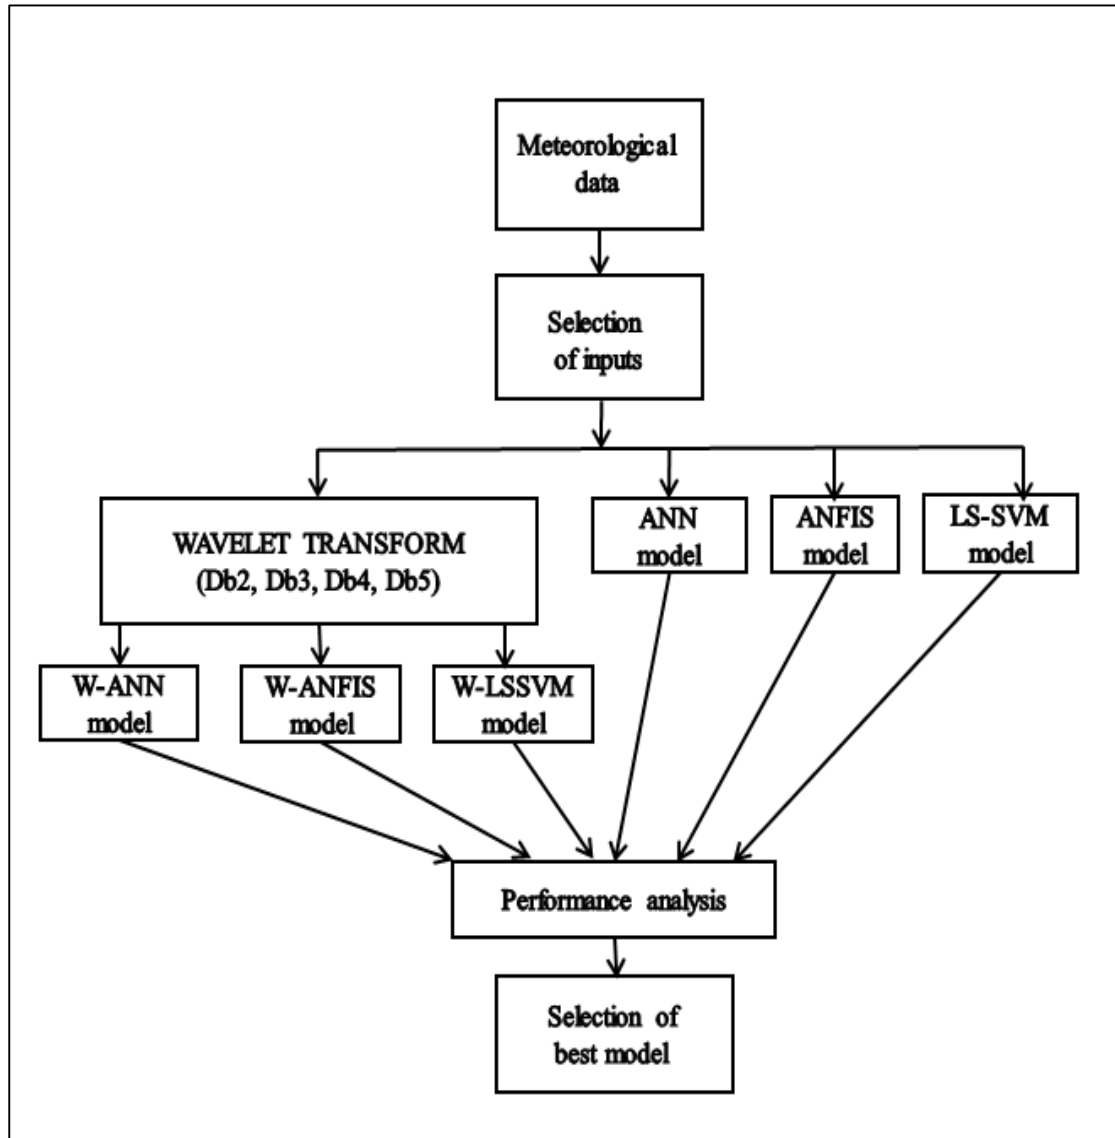 Meteorological
data
Selection
of inputs
WAVELET TRANSFORM
(Db2, Db3, Db4, Db5)
ANN
model
ANFIS
model
LS-SVM
model
W-ANN
model
W-ANFIS
model
W-LSSVM
model
Performance analysis
Selection of
best model